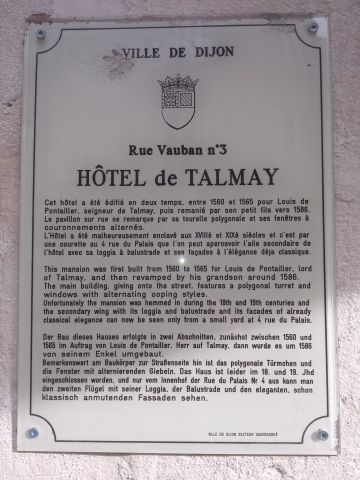 VILLE DE DIJON
Rue Vauban n°3
HÔTEL de TALMAY
Cet hôtel a été édifié en deux temps, entre 1560 et 1565 pour Louis de
Pontailler, seigneur de Talmay, puis remanié par son petit fils vers 1586.
Le pavillon sur rue se remarque par sa tourelle polygonale et ses fenêtres à
couronnements alternés.
L'Hôtel a été malheureusement enclavé aux XVIIIè et XIXè siècles et c'est par
une courette au 4 rue du Palais que l'on peut apercevoir l'aile secondaire de
l'hôtel avec sa loggia à balustrade et ses façades à l'élégance déja classique.
This mansion was first built from 1560 to 1565 for Louis de Pontailler, lord
of Talmay, and then revamped by his grandson around 1586.
The main building, giving onto the street, features a polygonal turret and
windows with alternating coping styles.
Unfortunately the mansion was hemmed in during the 18th and 19th centuries and
the secondary wing with its loggia and balustrade and its facades of already
classical elegance can now be seen only from a small yard at 4 rue du Palais.
Der Bau dieses Hauses erfolgte in zwei Abschnitten, zunächst zwischen 1560 und
1565 im Auftrag von Louis de Pontailler, Herr auf Talmay, dann wurde es um 1586
von seinem Enkel umgebaut.
Bemerkenswert am Baukörper zur Straßenseite hin ist das polygonale Türmchen und
die Fenster mit alternierenden Giebeln. Das Haus ist leider im 18. und 19. Jhd
eingeschlossen worden, und nur vom Innenhof der Rue du Palais Nr 4 aus kann man
den zweiten Flügel mit seiner Loggia, der Balustrade und den eleganten, schon
klassisch anmutenden Fassaden sehen.
VILLE DE DIJON SECTEUR SAUVEGARDÉ